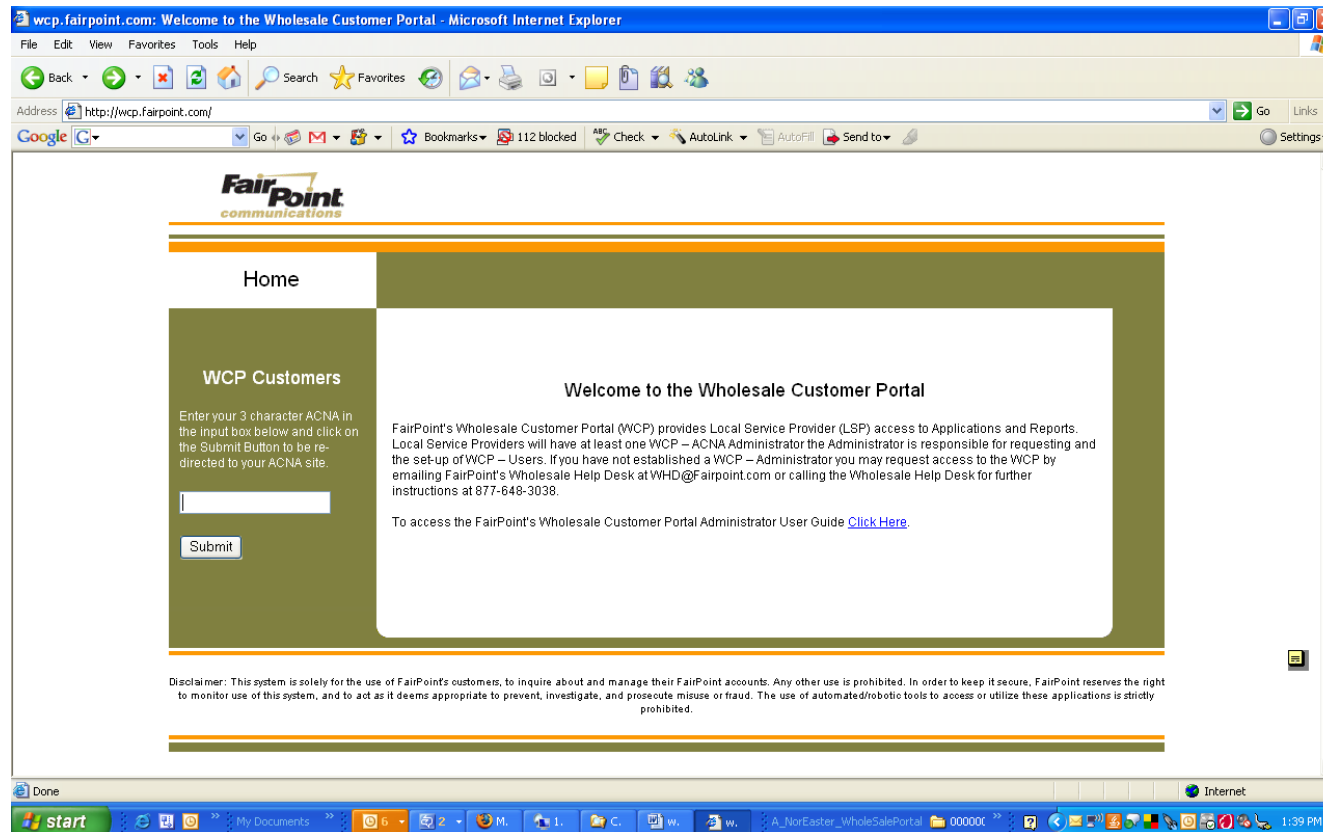 wcp.fairpoint.com: Welcome to the Wholesale Customer Portal - Microsoft Internet Explorer
File Edit View Favorites Tools Help
Back Search Favorites
Address http://wcp.fairpoint.com/ Go Links
Google G Go Bookmarks 112 blocked ABC Check AutoLink AutoFill Send to Settings
FairPoint
communications
Home
WCP Customers
Enter your 3 character ACNA in
the input box below and click on
the Submit Button to be re-
directed to your ACNA site.
Submit
Welcome to the Wholesale Customer Portal
FairPoint's Wholesale Customer Portal (WCP) provides Local Service Provider (LSP) access to Applications and Reports.
Local Service Providers will have at least one WCP – ACNA Administrator the Administrator is responsible for requesting and
the set-up of WCP – Users. If you have not established a WCP – Administrator you may request access to the WCP by
emailing FairPoint's Wholesale Help Desk at WHD@Fairpoint.com or calling the Wholesale Help Desk for further
instructions at 877-648-3038.
To access the FairPoint's Wholesale Customer Portal Administrator User Guide Click Here.
Disclaimer: This system is solely for the use of FairPoint's customers, to inquire about and manage their FairPoint accounts. Any other use is prohibited. In order to keep it secure, FairPoint reserves the right
to monitor use of this system, and to act as it deems appropriate to prevent, investigate, and prosecute misuse or fraud. The use of automated/robotic tools to access or utilize these applications is strictly
prohibited.
Done Internet
start My Documents 6 2 M. 1. C. w. w. A_NorEaster_WholeSalePortal 1:39 PM